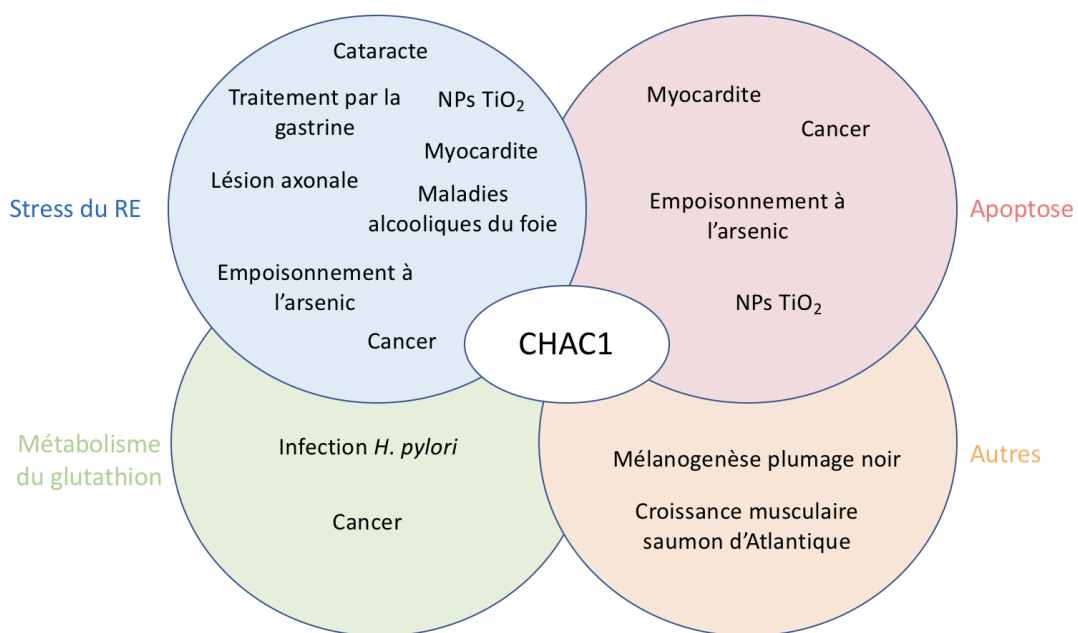 Stress du RE
Cataracte
Traitement par la
gastrine
NPs TiO₂
Myocardite
Lésion axonale
Maladies
alcooliques du foie
Empoisonnement à
l’arsenic
Cancer
Apoptose
Myocardite
Cancer
Empoisonnement à
l’arsenic
NPs TiO₂
CHAC1
Métabolisme
du glutathion
Infection H. pylori
Cancer
Autres
Mélanogenèse plumage noir
Croissance musculaire
saumon d’Atlantique